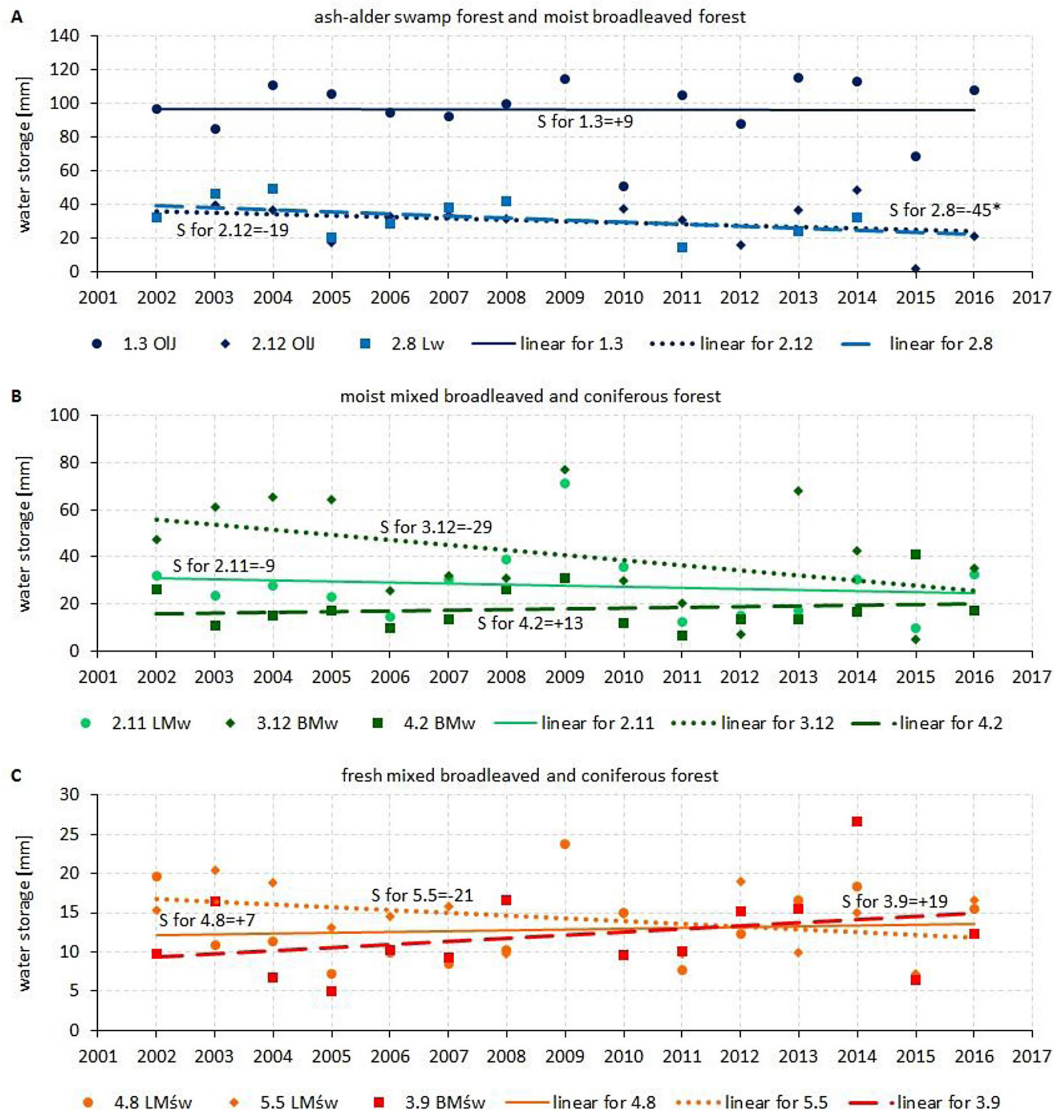 A ash-alder swamp forest and moist broadleaved forest
water storage [mm]
140
120
100
80
60
40
20
0
S for 1.3=+9
S for 2.8=-45*
S for 2.12=-19
2001 2002 2003 2004 2005 2006 2007 2008 2009 2010 2011 2012 2013 2014 2015 2016 2017
1.3 OlJ 2.12 OlJ 2.8 Lw linear for 1.3 linear for 2.12 linear for 2.8
B moist mixed broadleaved and coniferous forest
water storage [mm]
100
80
60
40
20
0
S for 3.12=-29
S for 2.11=-9
S for 4.2=+13
2001 2002 2003 2004 2005 2006 2007 2008 2009 2010 2011 2012 2013 2014 2015 2016 2017
2.11 LMw 3.12 BMw 4.2 BMw linear for 2.11 linear for 3.12 linear for 4.2
C fresh mixed broadleaved and coniferous forest
water storage [mm]
30
25
20
15
10
5
0
S for 5.5=-21
S for 3.9=+19
S for 4.8=+7
2001 2002 2003 2004 2005 2006 2007 2008 2009 2010 2011 2012 2013 2014 2015 2016 2017
4.8 LMśw 5.5 LMśw 3.9 BMśw linear for 4.8 linear for 5.5 linear for 3.9